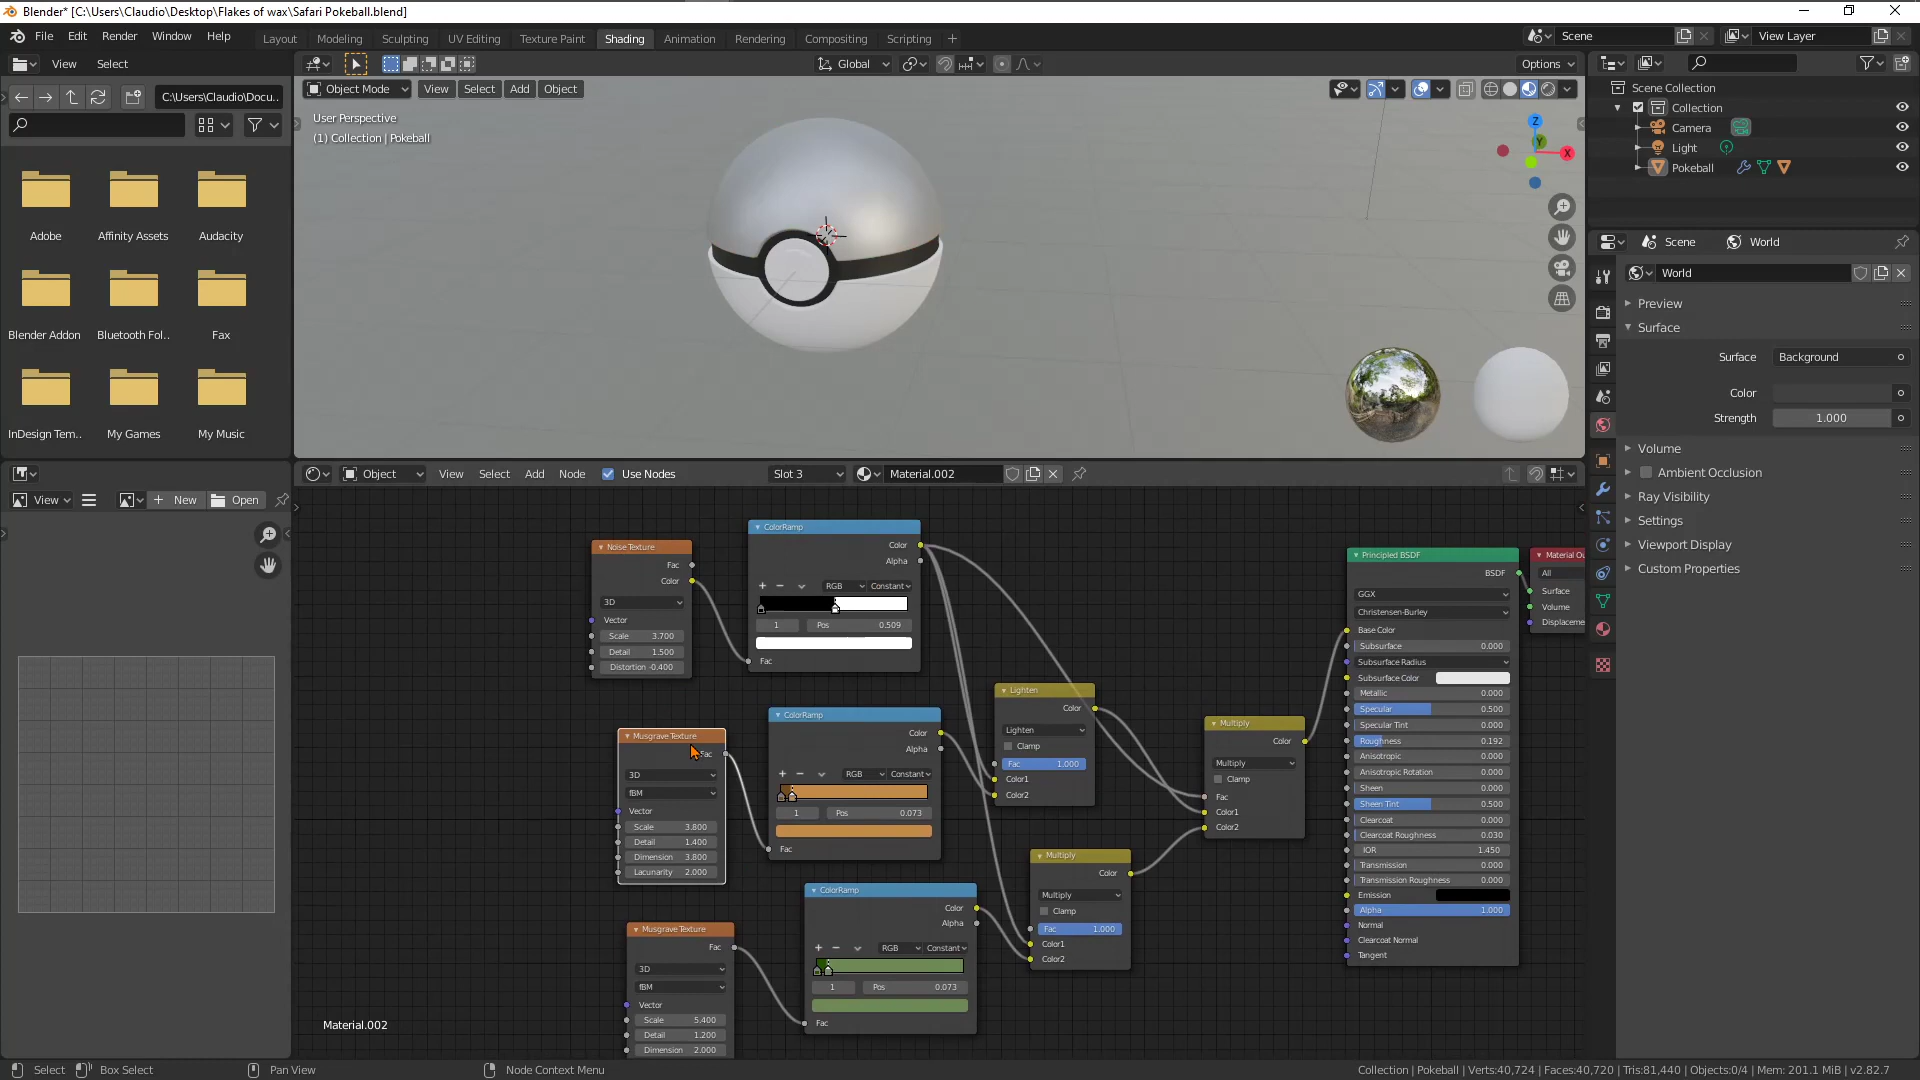 Blender* [C:\Users\Claudio\Desktop\Flakes of wax\Safari Pokeball.blend]
File Edit Render Window Help
Layout Modeling Sculpting UV Editing Texture Paint Shading Animation Rendering Compositing Scripting
Scene View Layer
View Select
Global Options
C:\Users\Claudio\Docu..
Object Mode View Select Add Object
User Perspective
(1) Collection | Pokeball
Z
Y
X
Adobe Affinity Assets Audacity
Blender Addon Bluetooth Fol.. Fax
InDesign Tem.. My Games My Music
Scene Collection
Collection
Camera
Light
Pokeball
Scene World
World
Preview
Surface
Surface Background
Color
Strength 1.000
Volume
Ambient Occlusion
Ray Visibility
Settings
Viewport Display
Custom Properties
View New Open
Object View Select Add Node Use Nodes Slot 3 Material.002
Noise Texture
Fac
Color
3D
Vector
Scale 3.700
Detail 1.500
Distortion -0.400
ColorRamp
Color
Alpha
RGB Constant
1 Pos 0.509
Fac
Musgrave Texture
Fac
3D
fBM
Vector
Scale 3.800
Detail 1.400
Dimension 3.800
Lacunarity 2.000
ColorRamp
Color
Alpha
RGB Constant
1 Pos 0.073
Fac
Musgrave Texture
Fac
3D
fBM
Vector
Scale 5.400
Detail 1.200
Dimension 2.000
ColorRamp
Color
Alpha
RGB Constant
1 Pos 0.073
Fac
Lighten
Color
Lighten
Clamp
Fac 1.000
Color1
Color2
Multiply
Color
Multiply
Clamp
Fac 1.000
Color1
Color2
Multiply
Color
Multiply
Clamp
Fac
Color1
Color2
Principled BSDF
BSDF
GGX
Christensen-Burley
Base Color
Subsurface 0.000
Subsurface Radius
Subsurface Color
Metallic 0.000
Specular 0.500
Specular Tint 0.000
Roughness 0.192
Anisotropic 0.000
Anisotropic Rotation 0.000
Sheen 0.000
Sheen Tint 0.500
Clearcoat 0.000
Clearcoat Roughness 0.030
IOR 1.450
Transmission 0.000
Transmission Roughness 0.000
Emission
Alpha 1.000
Normal
Clearcoat Normal
Tangent
Material Ou
All
Surface
Volume
Displaceme
Material.002
Select Box Select Pan View Node Context Menu
Collection | Pokeball | Verts:40,724 | Faces:40,720 | Tris:81,440 | Objects:0/4 | Mem: 201.1 MiB | v2.82.7